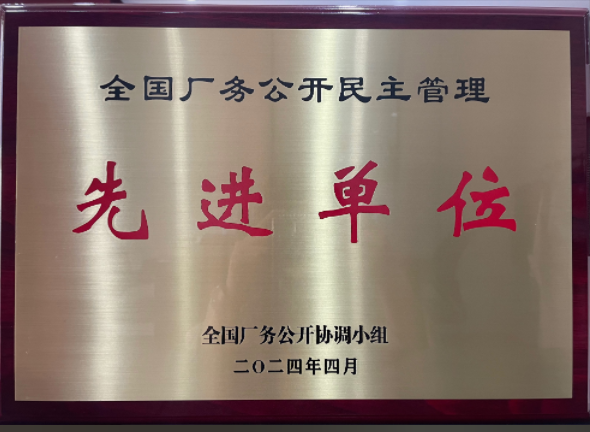 全国厂务公开民主管理
先进单位
全国厂务公开协调小组
二〇二四年四月